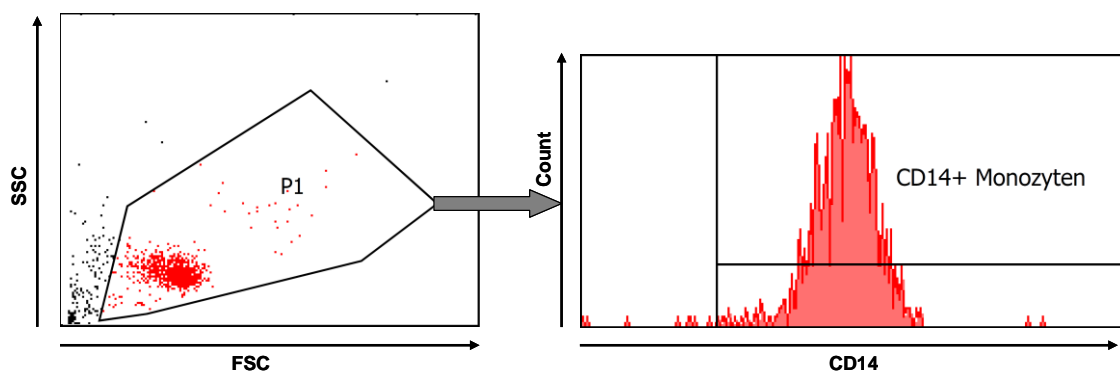 SSC
P1
FSC
Count
CD14+ Monozyten
CD14